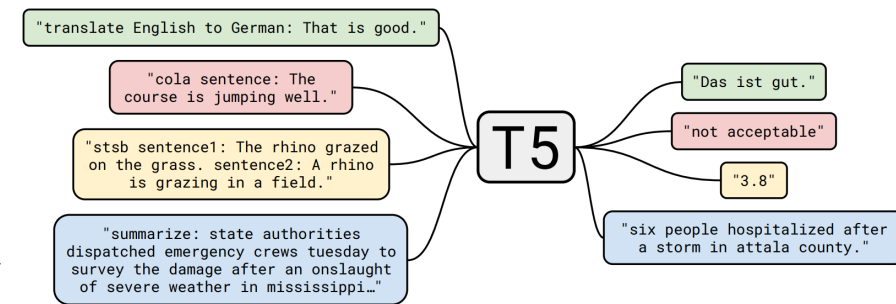 "translate English to German: That is good."
"cola sentence: The
course is jumping well."
"stsb sentence1: The rhino grazed
on the grass. sentence2: A rhino
is grazing in a field."
"summarize: state authorities
dispatched emergency crews tuesday to
survey the damage after an onslaught
of severe weather in mississippi…"
T5
"Das ist gut."
"not acceptable"
"3.8"
"six people hospitalized after
a storm in attala county."